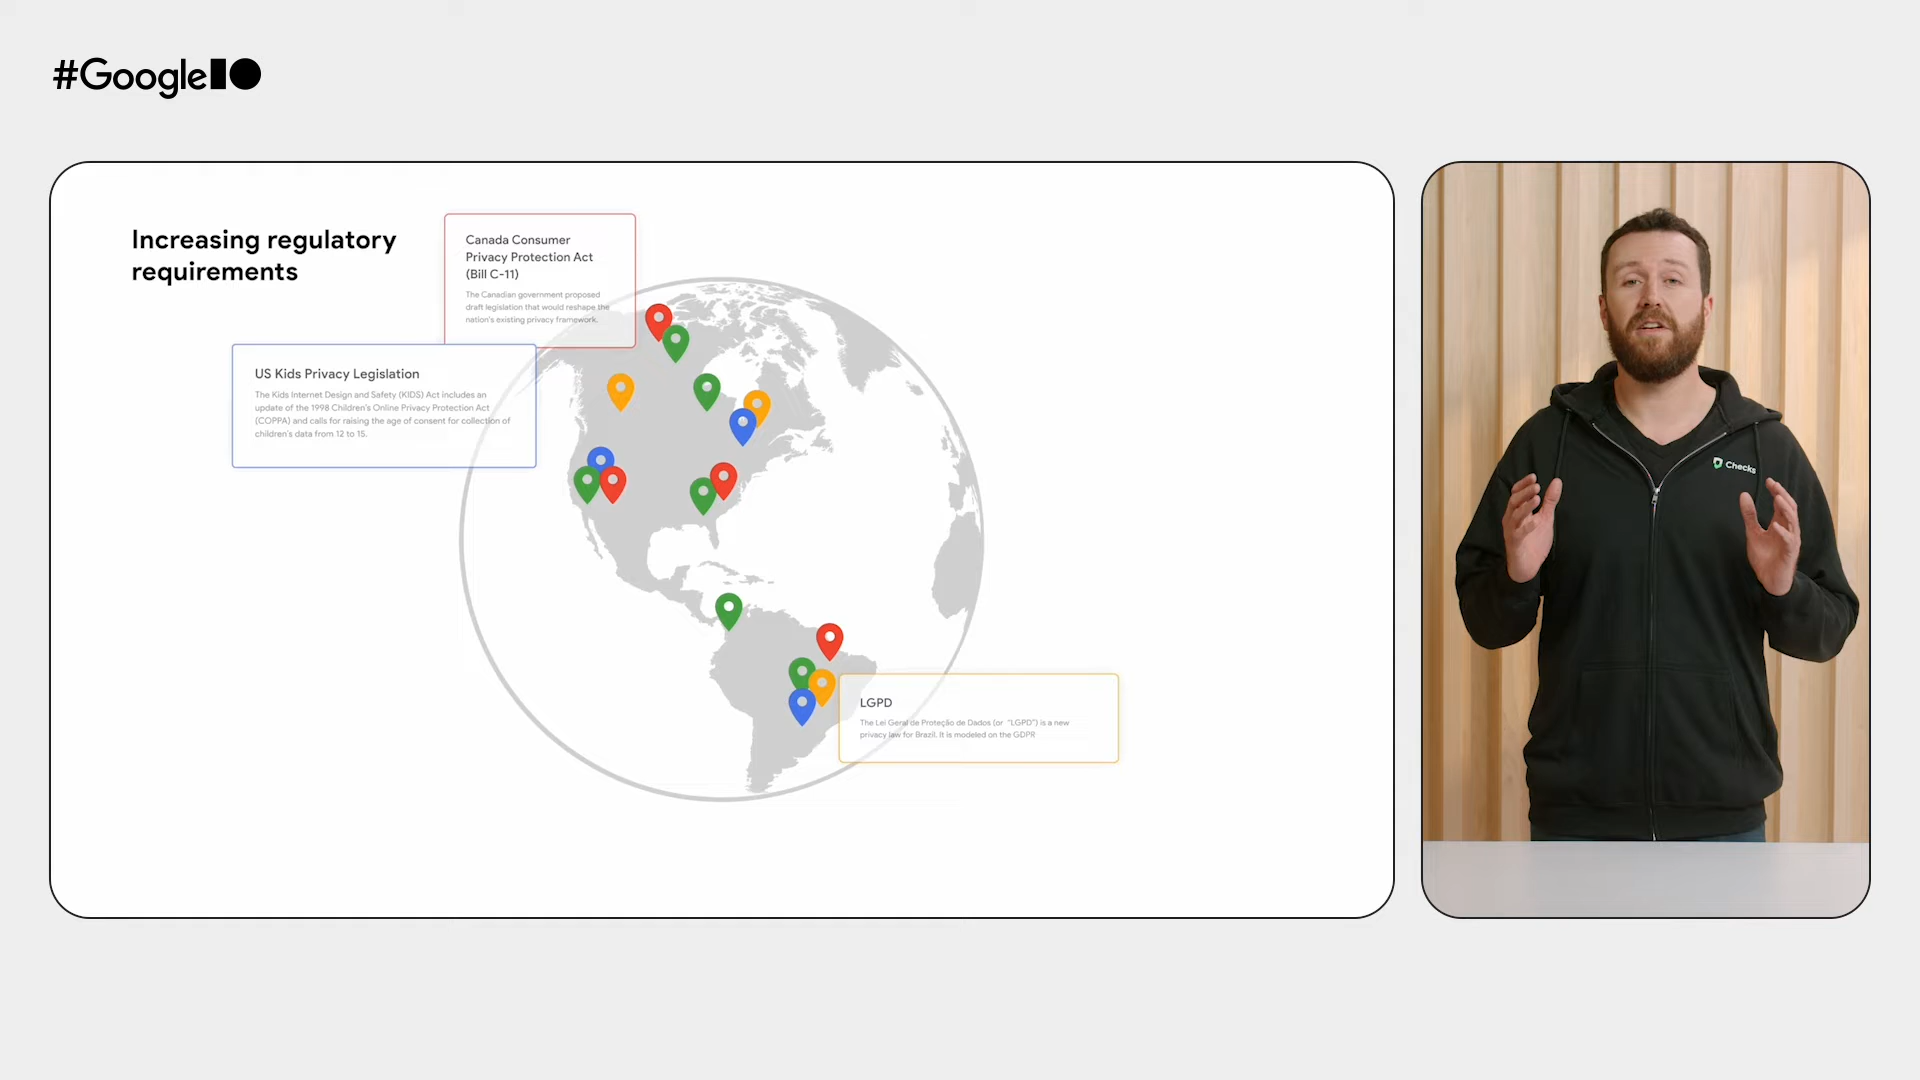 #GoogleIO
Increasing regulatory
requirements
Canada Consumer
Privacy Protection Act
(Bill C-11)
The Canadian government proposed
draft legislation that would reshape the
nation's existing privacy framework.
US Kids Privacy Legislation
The Kids Internet Design and Safety (KIDS) Act includes an
update of the 1998 Children's Online Privacy Protection Act
(COPPA) and calls for raising the age of consent for collection of
children's data from 12 to 15.
LGPD
The Lei Geral de Proteção de Dados (or "LGPD") is a new
privacy law for Brazil. It is modeled on the GDPR
Checks